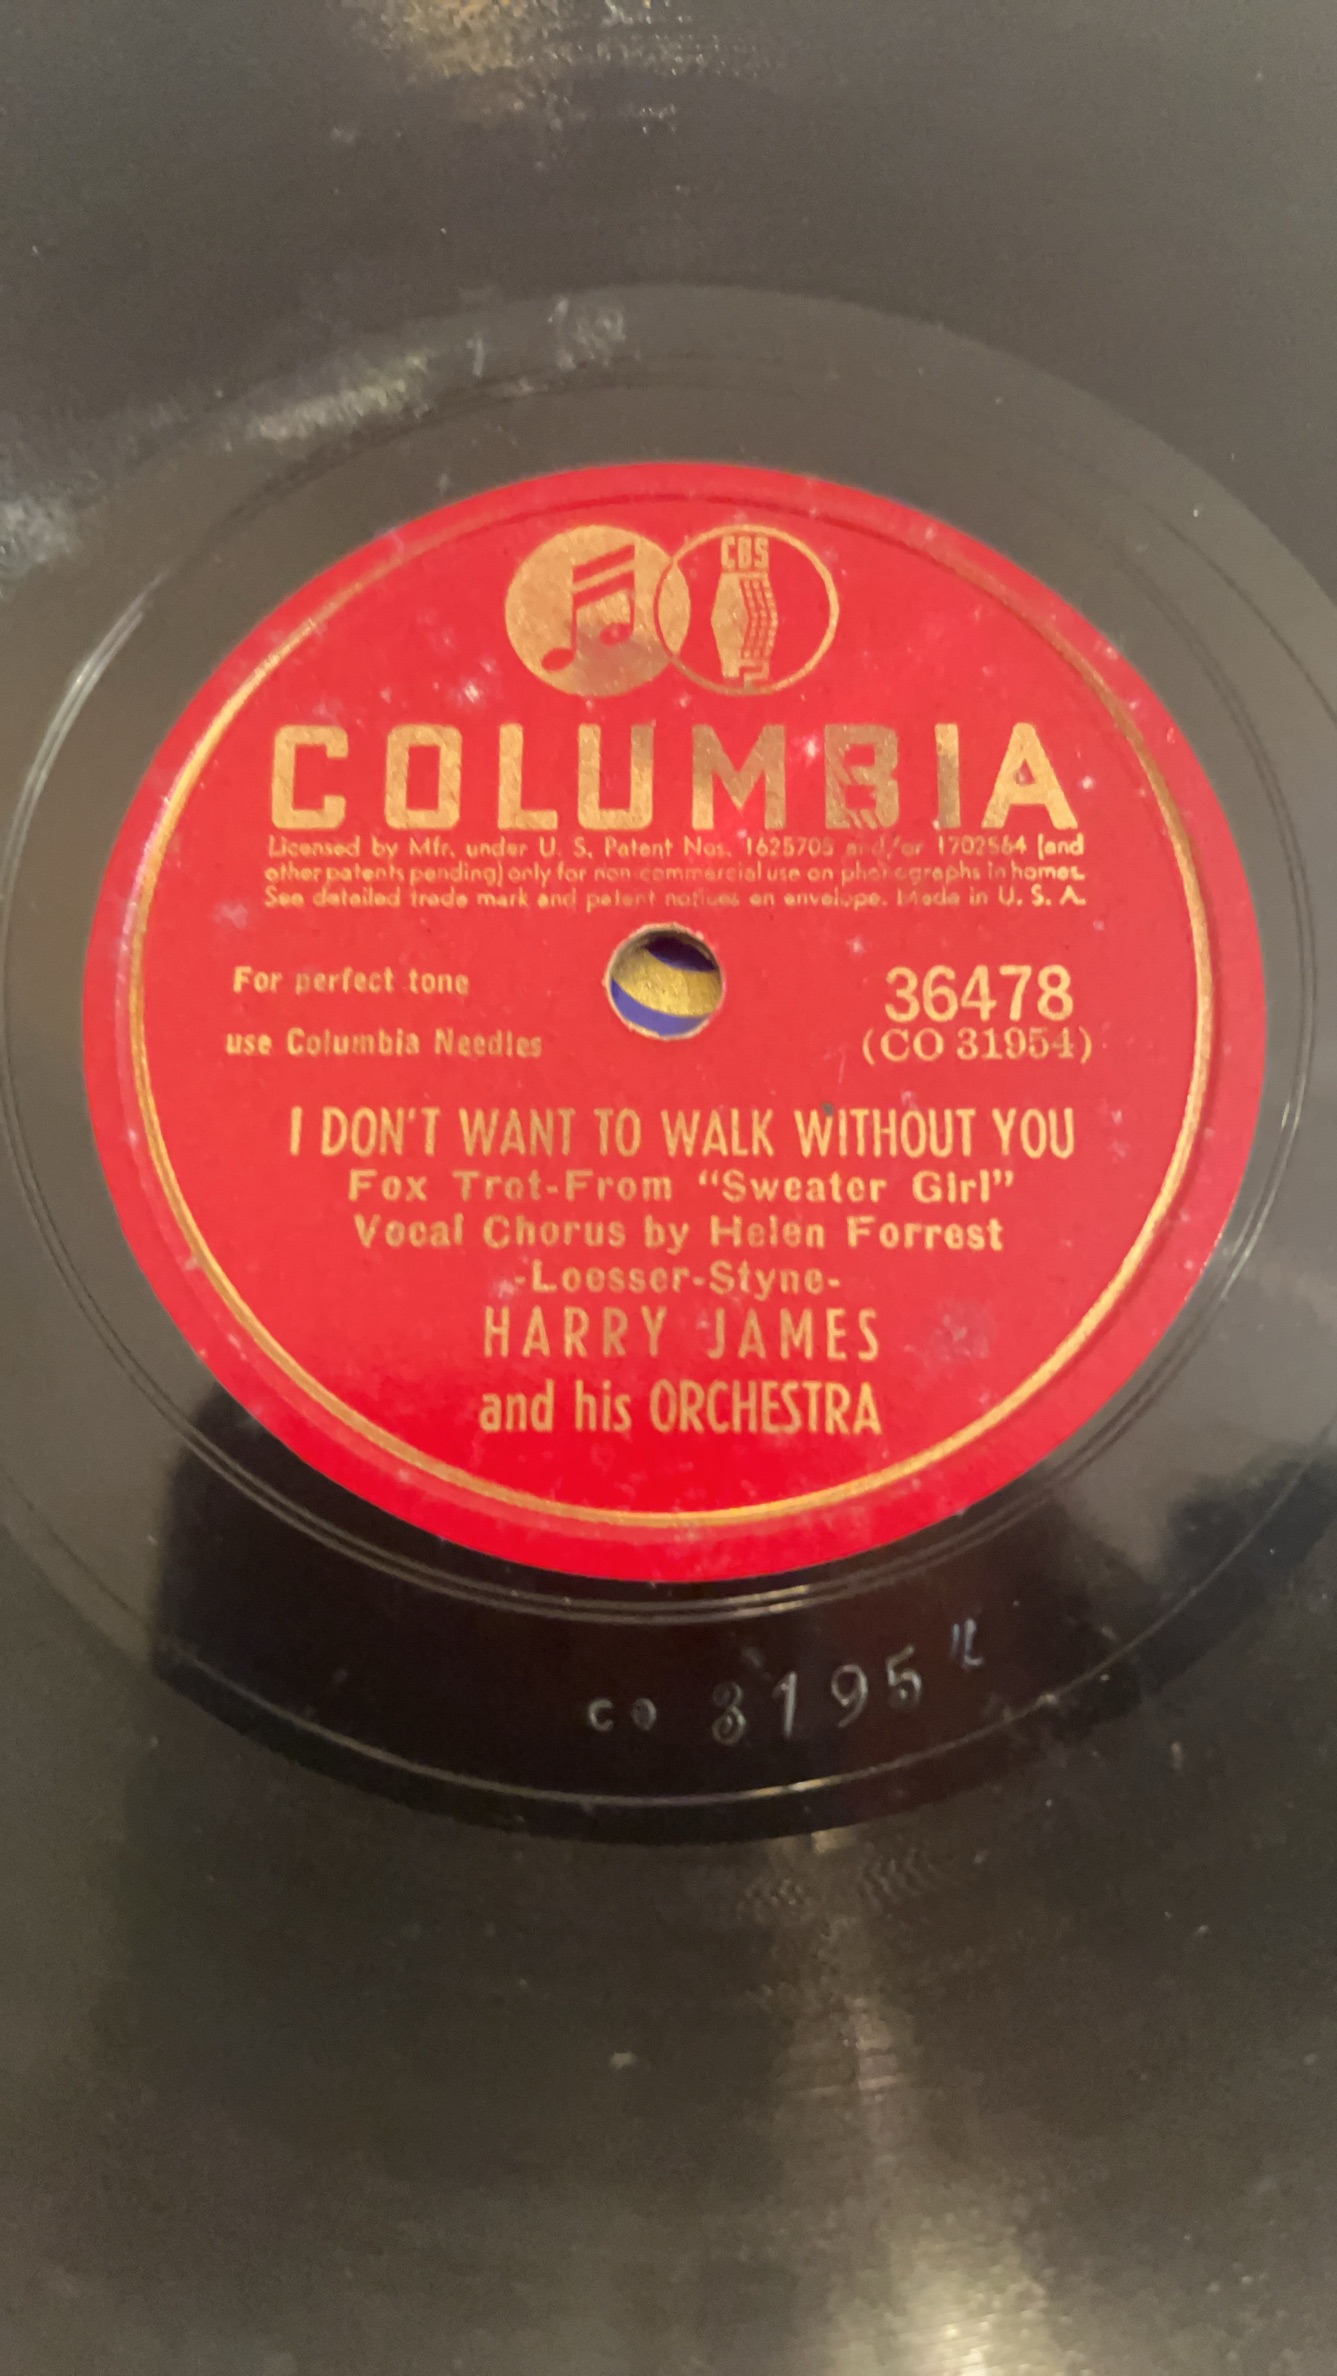 CBS
COLUMBIA
Licensed by Mfr. under U. S. Patent Nos. 1625705 and/or 1702564 (and
other patents pending) only for non commercial use on phonographs in homes.
See detailed trade mark and patent notices on envelope. Made in U. S. A.
For perfect tone
use Columbia Needles
36478
(CO 31954)
I DON'T WANT TO WALK WITHOUT YOU
Fox Trot-From “Sweater Girl”
Vocal Chorus by Helen Forrest
-Loesser-Styne-
HARRY JAMES
and his ORCHESTRA
CO 3195